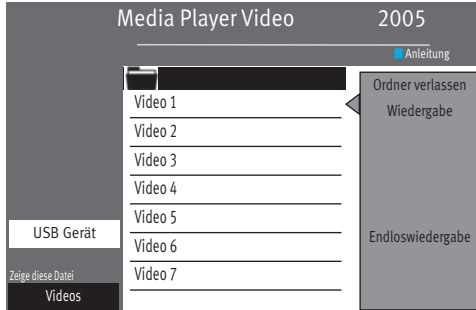 Media Player Video 2005
Anleitung
Ordner verlassen
Video 1
Wiedergabe
Video 2
Video 3
Video 4
Video 5
USB Gerät
Endloswiedergabe
Video 6
Zeige diese Datei
Video 7
Videos